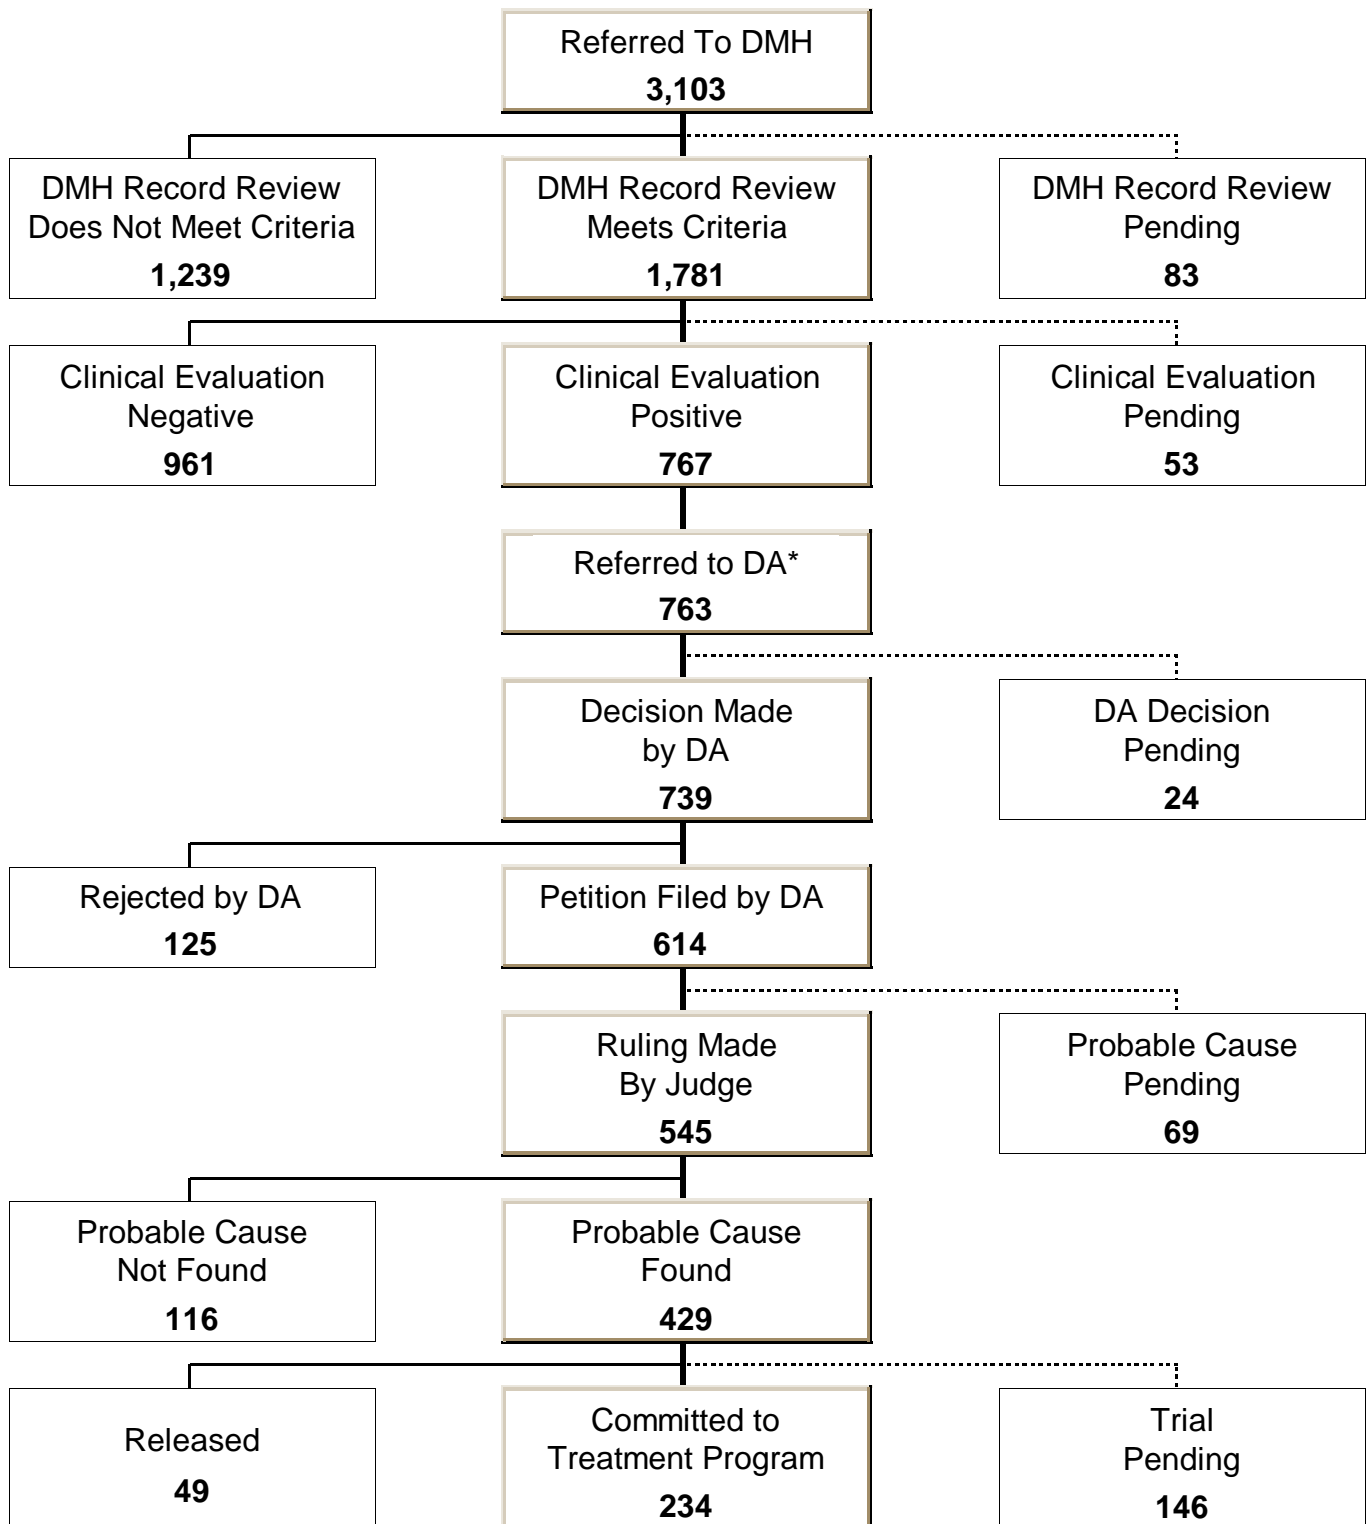 Referred To DMH
3,103
DMH Record Review
Does Not Meet Criteria
1,239
DMH Record Review
Meets Criteria
1,781
DMH Record Review
Pending
83
Clinical Evaluation
Negative
961
Clinical Evaluation
Positive
767
Clinical Evaluation
Pending
53
Referred to DA*
763
Decision Made
by DA
739
DA Decision
Pending
24
Rejected by DA
125
Petition Filed by DA
614
Ruling Made
By Judge
545
Probable Cause
Pending
69
Probable Cause
Not Found
116
Probable Cause
Found
429
Released
49
Committed to
Treatment Program
234
Trial
Pending
146